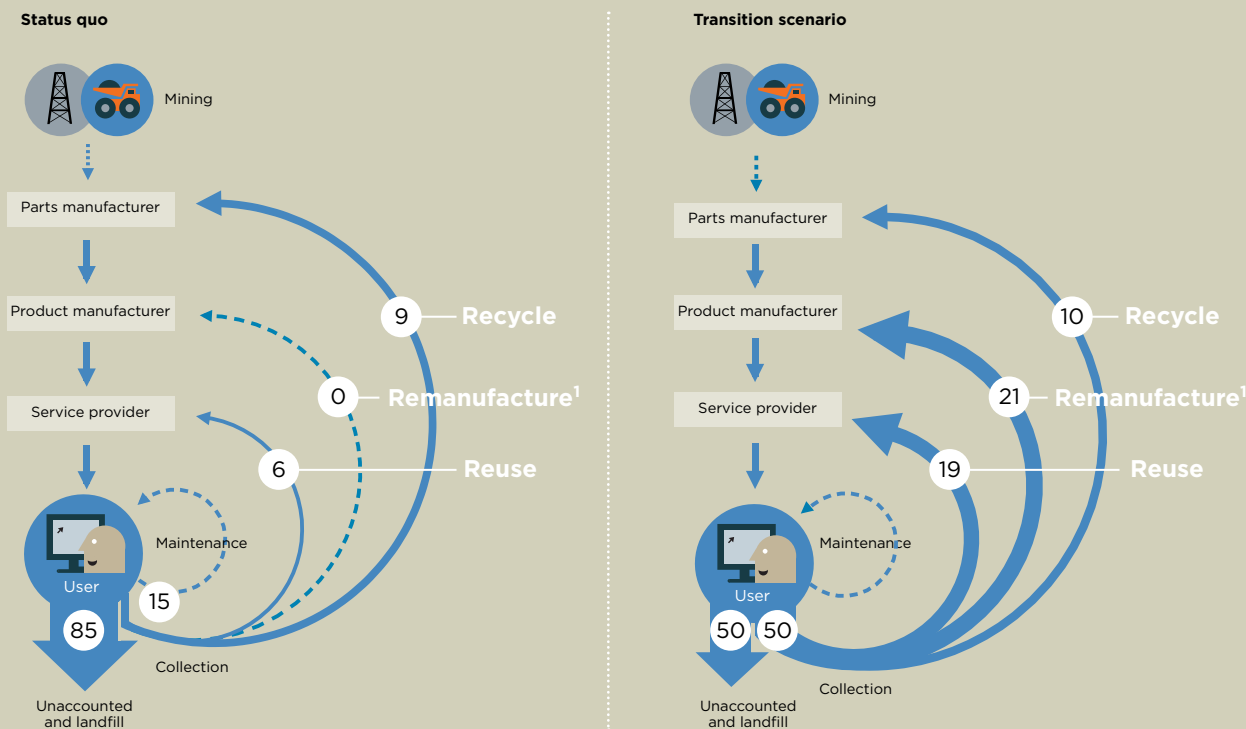 Status quo
Mining
Parts manufacturer
Product manufacturer
9
Recycle
0
Remanufacture¹
Service provider
6
Reuse
Maintenance
User
15
85
Collection
Unaccounted
and landfill
Transition scenario
Mining
Parts manufacturer
Product manufacturer
10
Recycle
21
Remanufacture¹
Service provider
19
Reuse
Maintenance
User
50
50
Collection
Unaccounted
and landfill